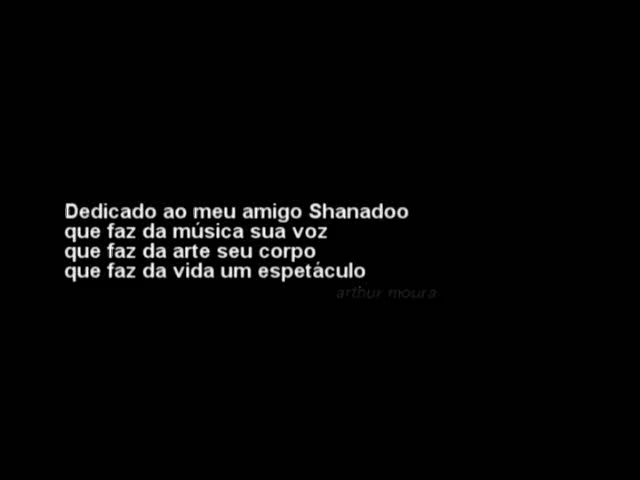 Dedicado ao meu amigo Shanadoo
que faz da música sua voz
que faz da arte seu corpo
que faz da vida um espetáculo
arthur moura